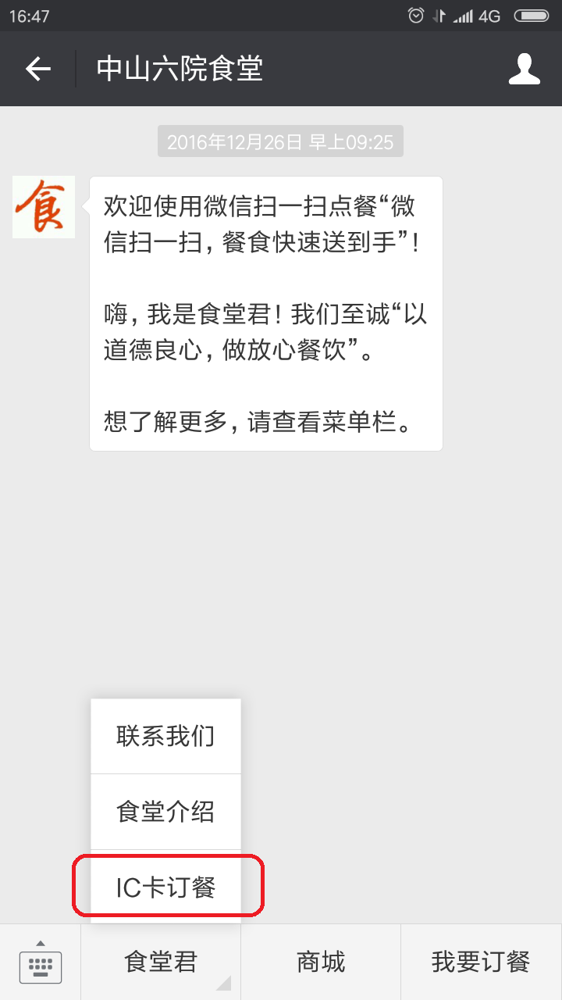 16:47
4G
中山六院食堂
2016年12月26日 早上09:25
食
欢迎使用微信扫一扫点餐“微
信扫一扫，餐食快速送到手”！
嗨，我是食堂君！我们至诚“以
道德良心，做放心餐饮”。
想了解更多，请查看菜单栏。
联系我们
食堂介绍
IC卡订餐
食堂君
商城
我要订餐